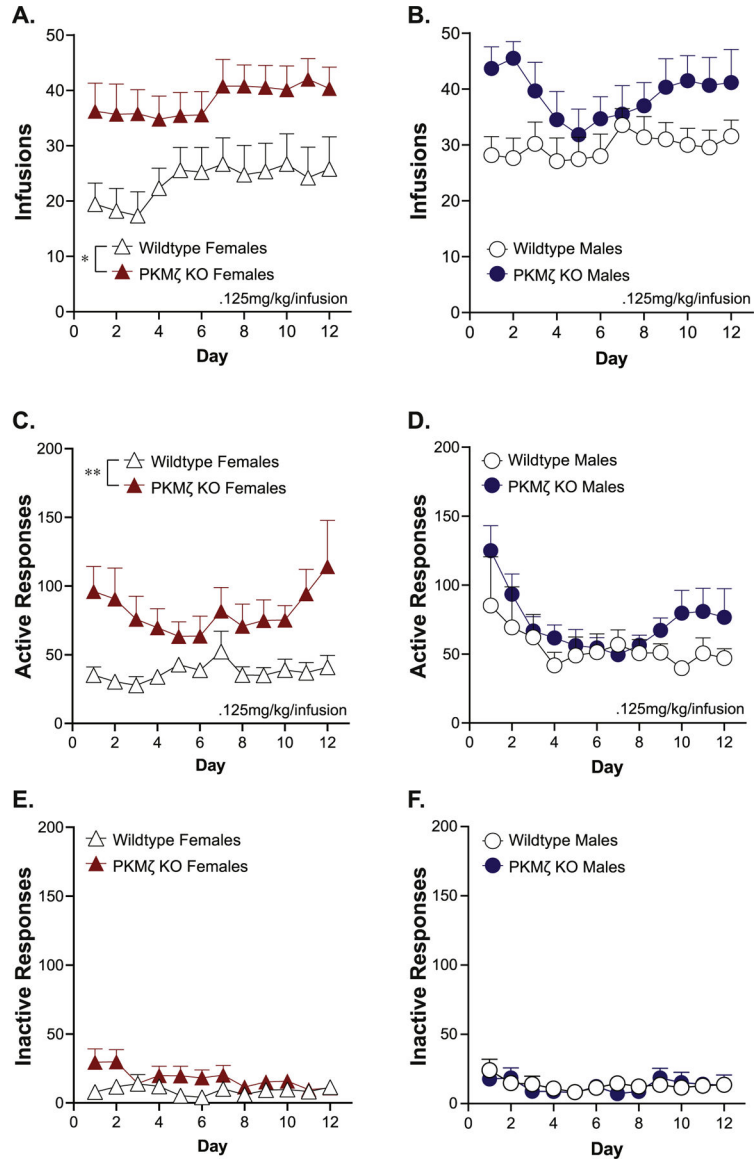 A.
50
40
30
20
10
0
Infusions
*
Wildtype Females
PKMζ KO Females
.125mg/kg/infusion
0 2 4 6 8 10 12
Day
B.
50
40
30
20
30
0
Infusions
Wildtype Males
PKMζ KO Males
.125mg/kg/infusion
0 2 4 6 8 10 12
Day
C.
200
150
100
50
0
Active Responses
**
Wildtype Females
PKMζ KO Females
.125mg/kg/infusion
0 2 4 6 8 10 12
Day
D.
200
150
100
50
0
Active Responses
Wildtype Males
PKMζ KO Males
.125mg/kg/infusion
0 2 4 6 8 10 12
Day
E.
200
150
100
50
0
Inactive Responses
Wildtype Females
PKMζ KO Females
0 2 4 6 8 10 12
Day
F.
200
150
100
50
0
Inactive Responses
Wildtype Males
PKMζ KO Males
0 2 4 6 8 10 12
Day